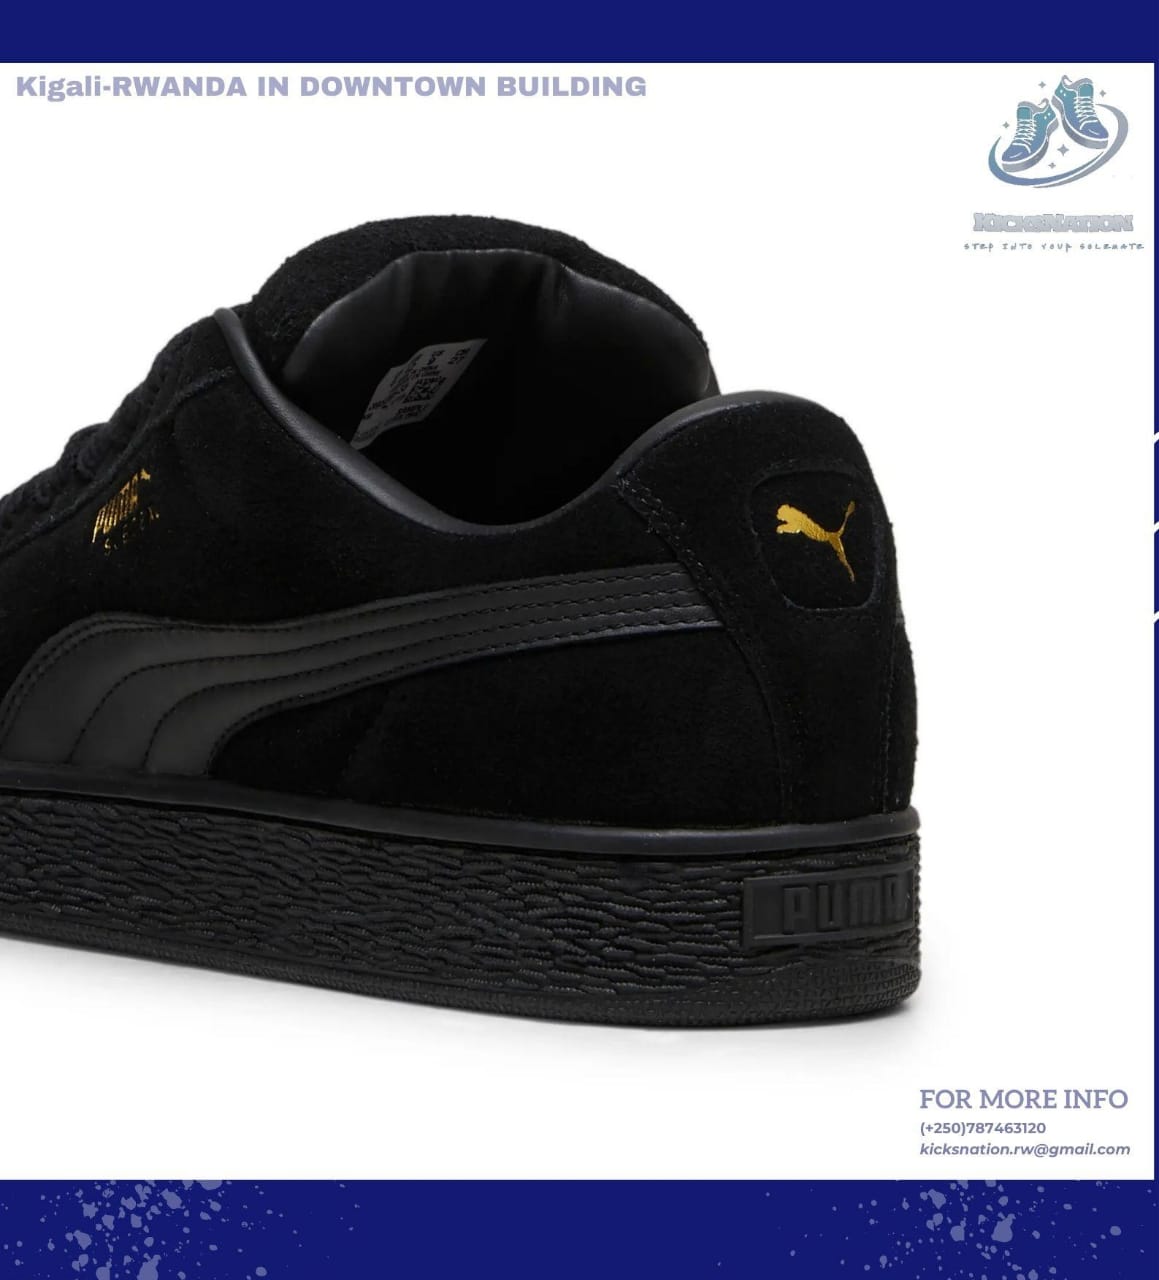 Kigali-RWANDA IN DOWNTOWN BUILDING
KICKSNATION
STEP INTO YOUR SOLEMATE
PUMA
PUMA
FOR MORE INFO
(+250)787463120
kicksnation.rw@gmail.com